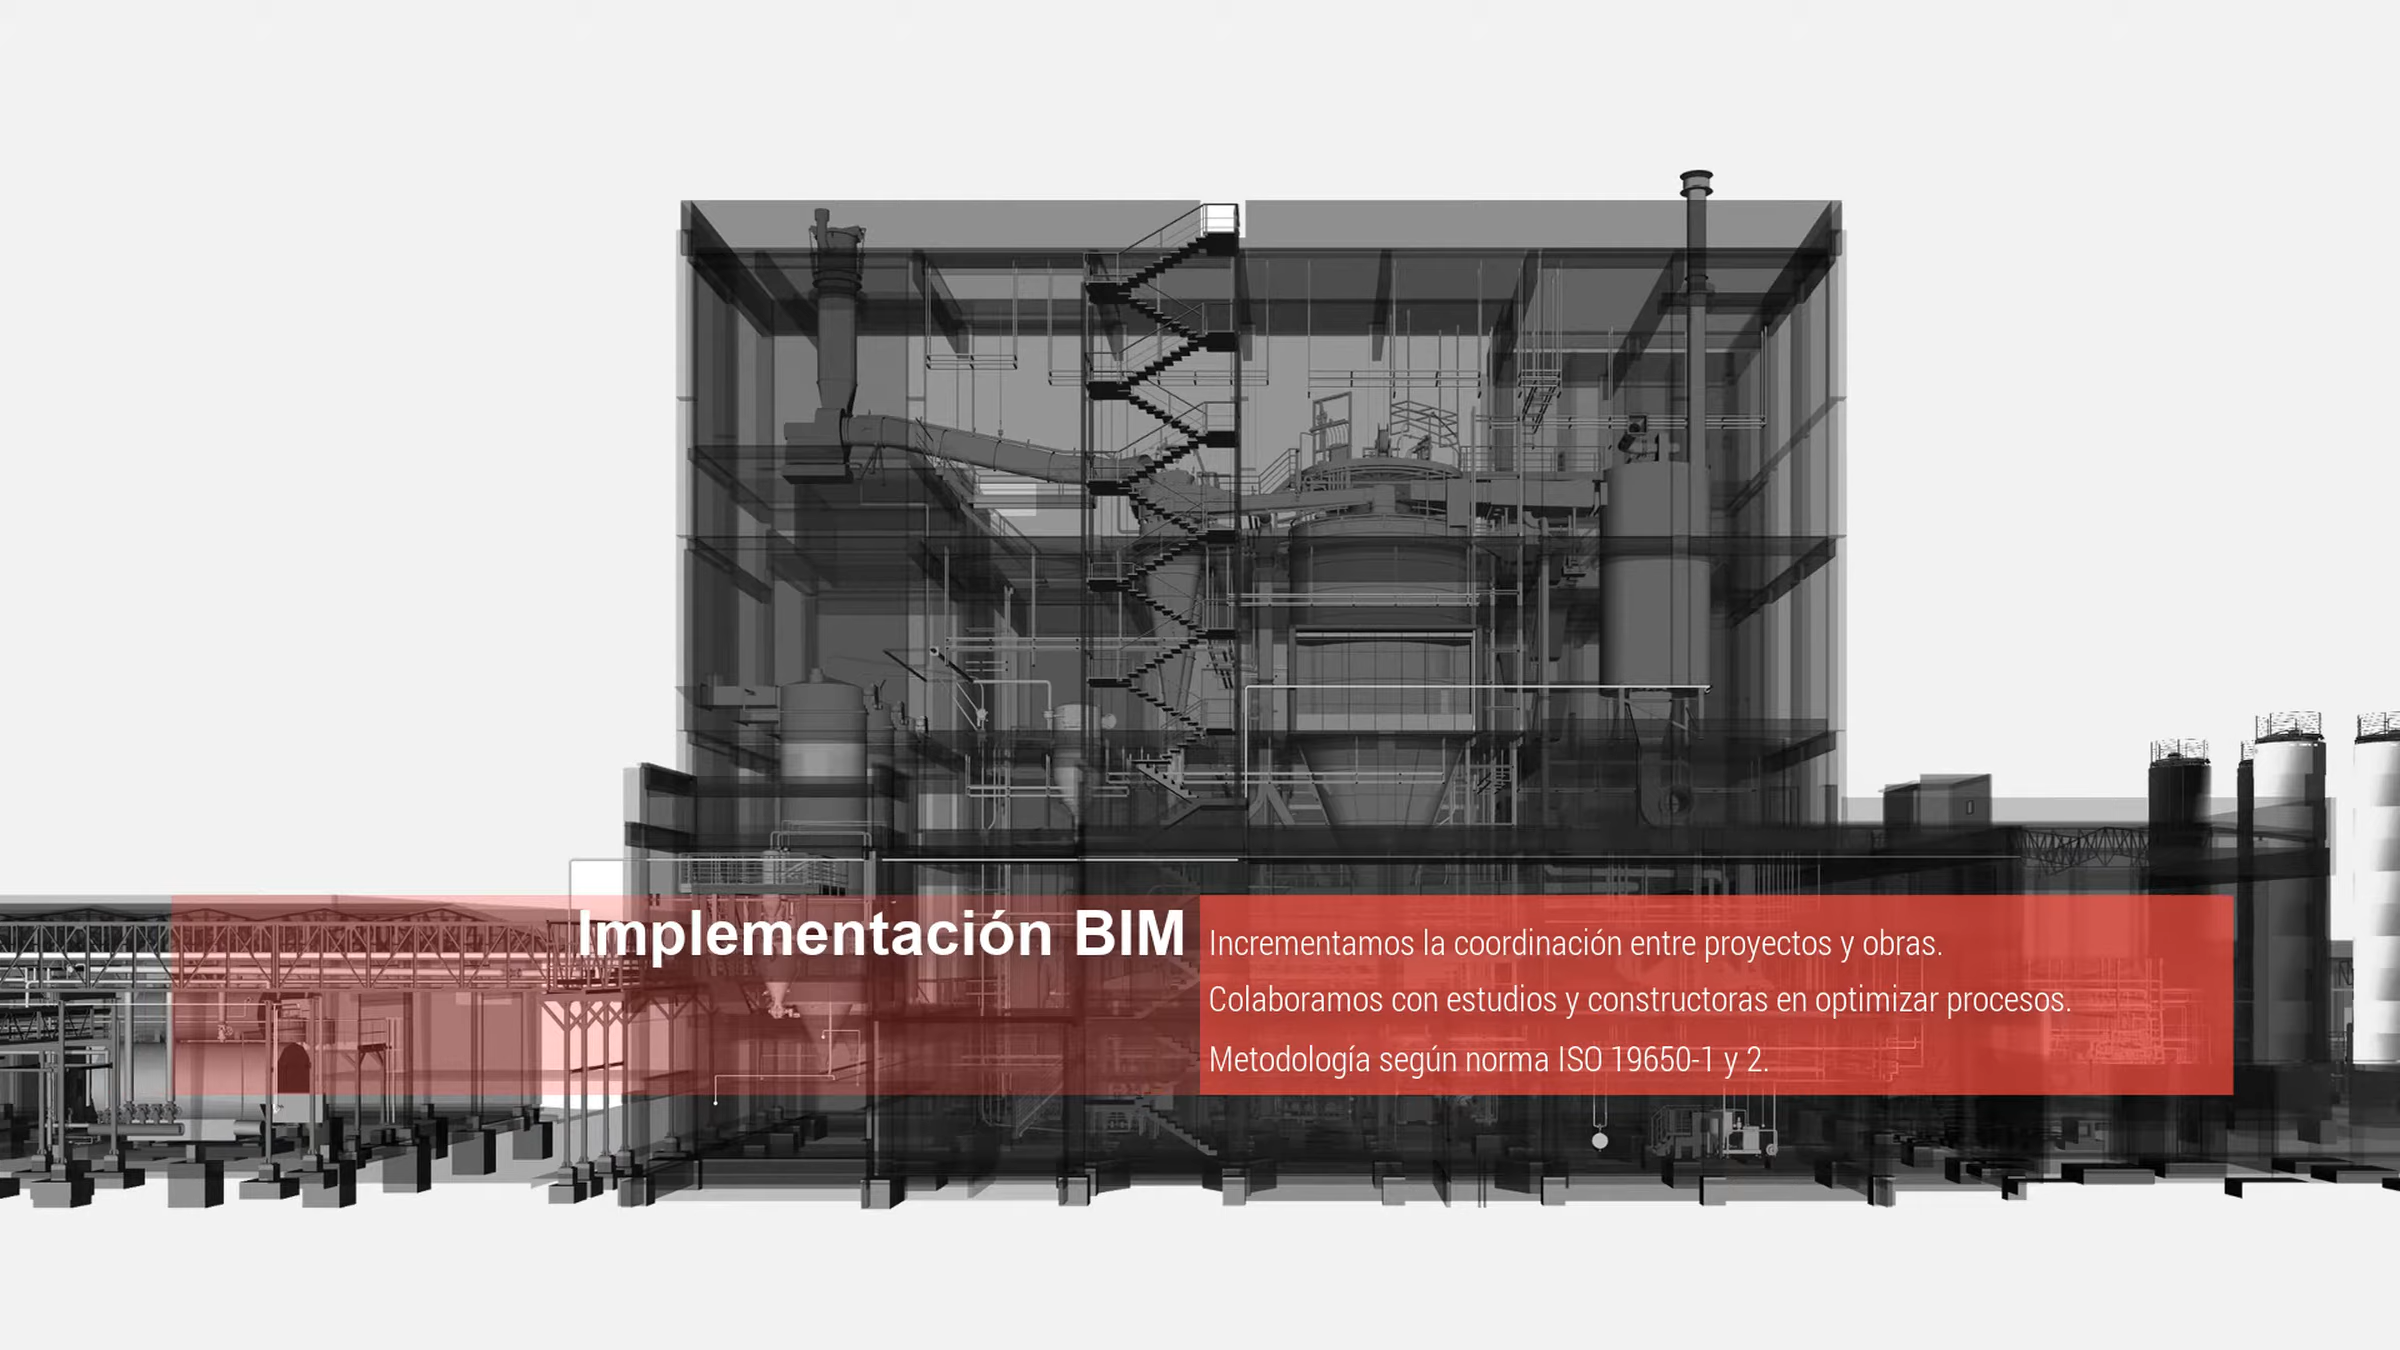 Implementación BIM
Incrementamos la coordinación entre proyectos y obras.
Colaboramos con estudios y constructoras en optimizar procesos.
Metodología según norma ISO 19650-1 y 2.